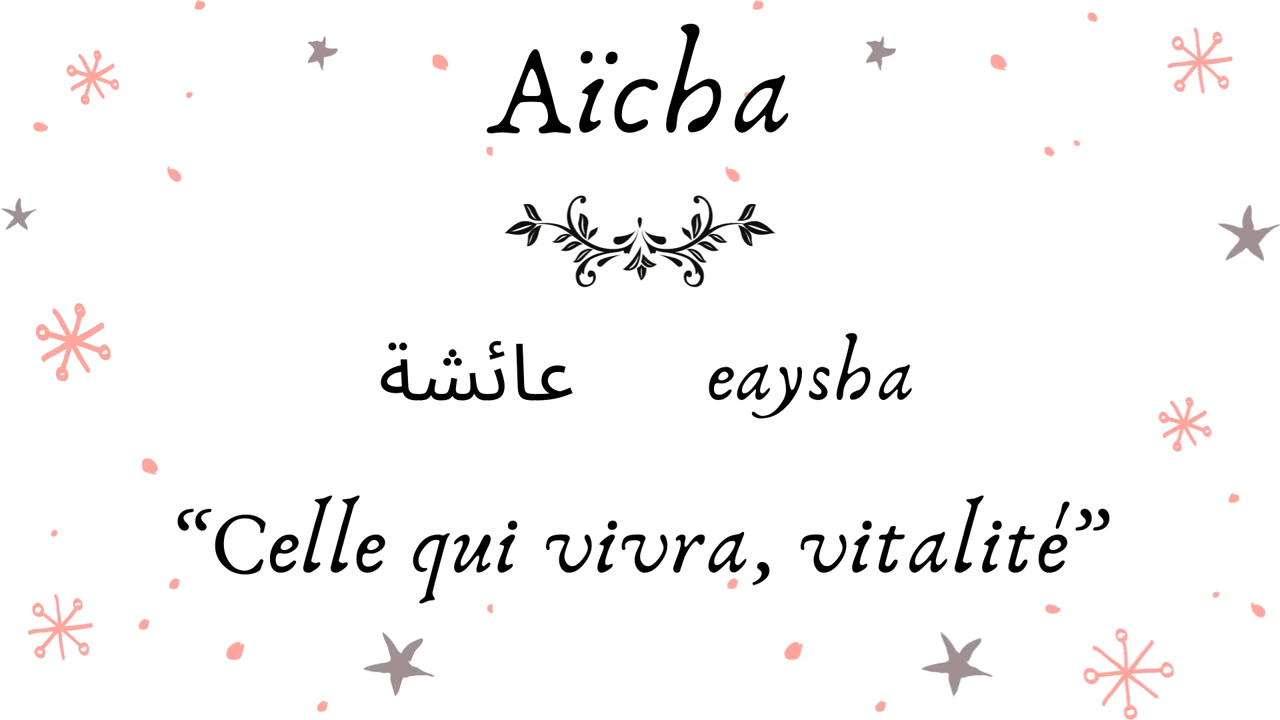 Aïcha
عائشة eaysha
“Celle qui vivra, vitalité”